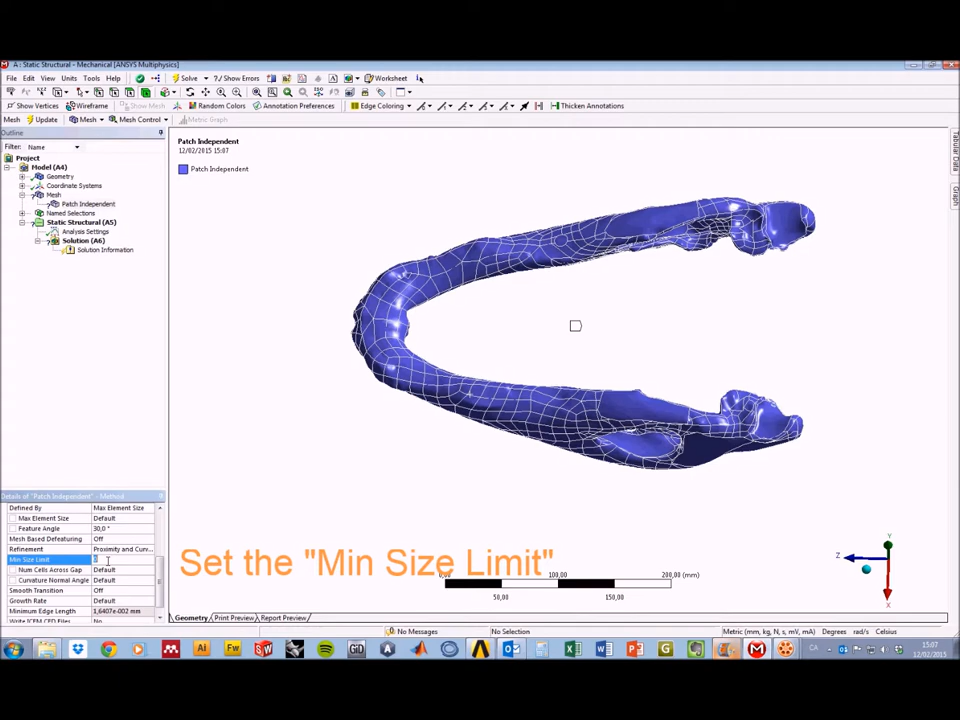 A : Static Structural - Mechanical [ANSYS Multiphysics]
File Edit View Units Tools Help Solve ?/ Show Errors Worksheet
Show Vertices Wireframe Show Mesh Random Colors Annotation Preferences Edge Coloring Thicken Annotations
Mesh Update Mesh Mesh Control Metric Graph
Outline
Filter: Name
Project
Model (A4)
Geometry
Coordinate Systems
Mesh
Patch Independent
Named Selections
Static Structural (A5)
Analysis Settings
Solution (A6)
Solution Information
Patch Independent
12/02/2015 15:07
Patch Independent
Tabular Data
Graph
Details of "Patch Independent" - Method
Defined By Max Element Size
Max Element Size Default
Feature Angle 30,0 °
Mesh Based Defeaturing Off
Refinement Proximity and Curv...
Min Size Limit
Num Cells Across Gap Default
Curvature Normal Angle Default
Smooth Transition Off
Growth Rate Default
Minimum Edge Length 1,6407e-002 mm
Write ICEM CFD Files No
Set the "Min Size Limit"
100,00 200,00 (mm)
50,00 150,00
Y
Z
X
Geometry Print Preview Report Preview
No Messages No Selection Metric (mm, kg, N, s, mV, mA) Degrees rad/s Celsius
Ai Fw SW GiD CA 15:07
12/02/2015